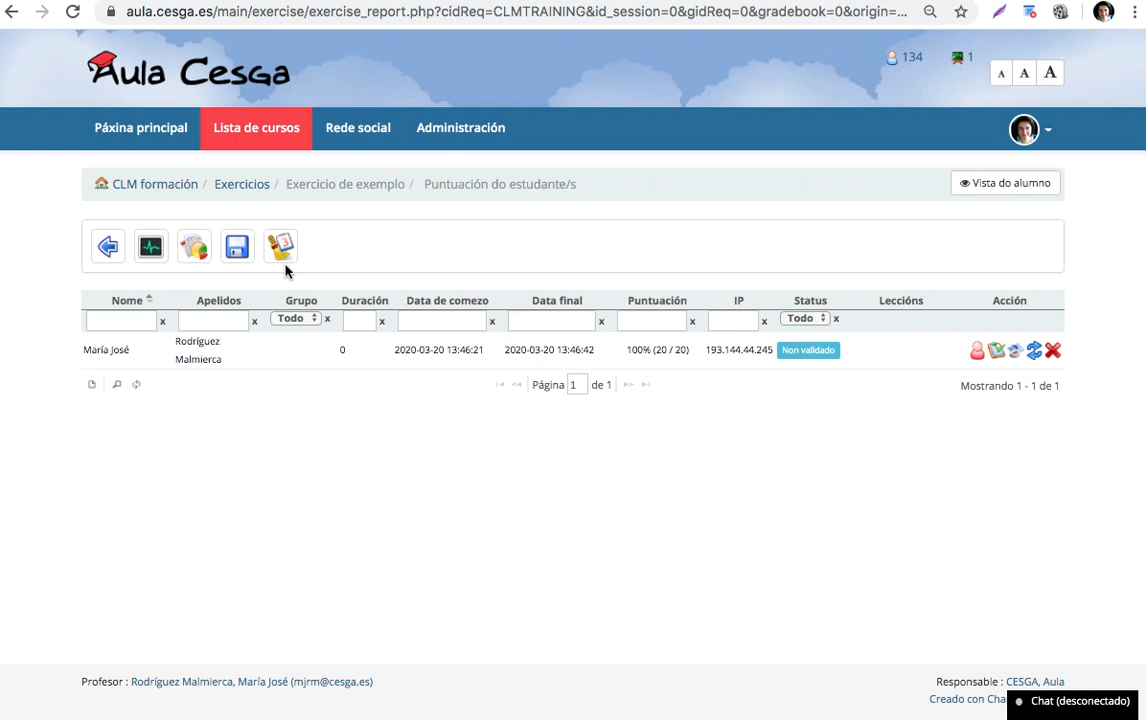 aula.cesga.es/main/exercise/exercise_report.php?cidReq=CLMTRAINING&id_session=0&gidReq=0&gradebook=0&origin=...
Aula Cesga
134 1
A A A
Páxina principal Lista de cursos Rede social Administración
CLM formación / Exercicios / Exercicio de exemplo / Puntuación do estudante/s
Vista do alumno
3
Nome Apelidos Grupo Duración Data de comezo Data final Puntuación IP Status Leccións Acción
x x Todo x x x x x x Todo x
María José Rodríguez Malmierca 0 2020-03-20 13:46:21 2020-03-20 13:46:42 100% (20 / 20) 193.144.44.245 Non validado
Página 1 de 1 Mostrando 1 - 1 de 1
Profesor : Rodríguez Malmierca, María José (mjrm@cesga.es)
Responsable : CESGA, Aula
Creado con Cha
Chat (desconectado)